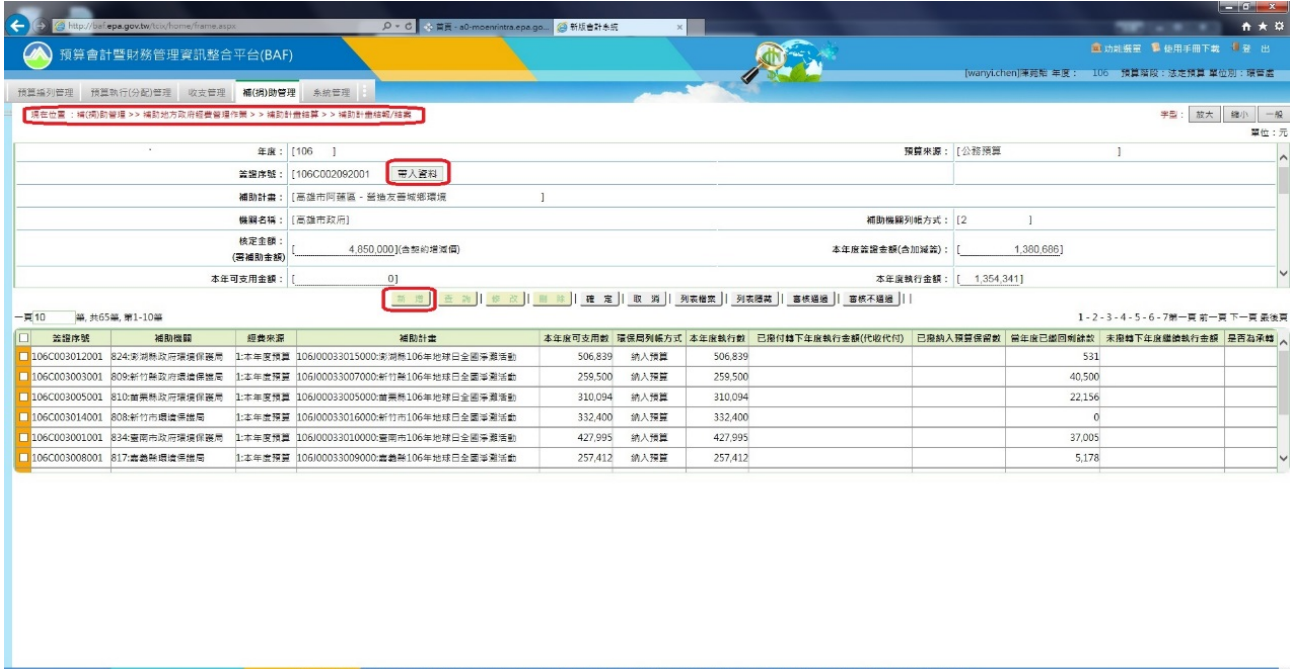 http://baf.epa.gov.tw/tcix/home/frame.aspx
首頁 - a0-moenrintra.epa.go...
新版會計系統
預算會計暨財務管理資訊整合平台(BAF)
功能選單 使用手冊下載 登 出
年度： 106 預算階段：法定預算 單位別：環管處
預算編列管理 預算執行(分配)管理 收支管理 補(捐)助管理 系統管理
現在位置：補(捐)助管理 >> 補助地方政府經費管理作業 > > 補助計畫結算 > > 補助計畫結報/結案
字型： 放大 縮小 一般
單位：元
年度： [106 ] 預算來源： [公務預算 ]
簽證序號： [106C002092001 帶入資料
補助計畫： [高雄市阿蓮區 - 營造友善城鄉環境 ]
機關名稱： [高雄市政府] 補助機關列帳方式： [2 ]
核定金額：
(署補助金額) [ 4,850,000](含契約增減價) 本年度簽證金額(含加減簽)： [ 1,380,686]
本年可支用金額： [ 0] 本年度執行金額： [ 1,354,341]
新 增 查 詢 修 改 刪 除 確 定 取 消 列表檔案 列表隱藏 審核通過 審核不通過
一頁10 筆, 共65筆, 第1-10筆 1 - 2 - 3 - 4 - 5 - 6 - 7第一頁 前一頁 下一頁 最後頁
簽證序號 補助機關 經費來源 補助計畫 本年度可支用數 環保局列帳方式 本年度執行數 已撥付轉下年度執行金額(代收代付) 已撥納入預算保留數 當年度已繳回剩餘款 未撥轉下年度繼續執行金額 是否為承轉
106C003012001 824:澎湖縣政府環境保護局 1:本年度預算 106J00033015000:澎湖縣106年地球日全國淨灘活動 506,839 納入預算 506,839 531
106C003003001 809:新竹縣政府環境保護局 1:本年度預算 106J00033007000:新竹縣106年地球日全國淨灘活動 259,500 納入預算 259,500 40,500
106C003005001 810:苗栗縣政府環境保護局 1:本年度預算 106J00033005000:苗栗縣106年地球日全國淨灘活動 310,094 納入預算 310,094 22,156
106C003014001 808:新竹市環境保護局 1:本年度預算 106J00033016000:新竹市106年地球日全國淨灘活動 332,400 納入預算 332,400 0
106C003001001 834:臺南市政府環境保護局 1:本年度預算 106J00033010000:臺南市106年地球日全國淨灘活動 427,995 納入預算 427,995 37,005
106C003008001 817:嘉義縣環境保護局 1:本年度預算 106J00033009000:嘉義縣106年地球日全國淨灘活動 257,412 納入預算 257,412 5,178